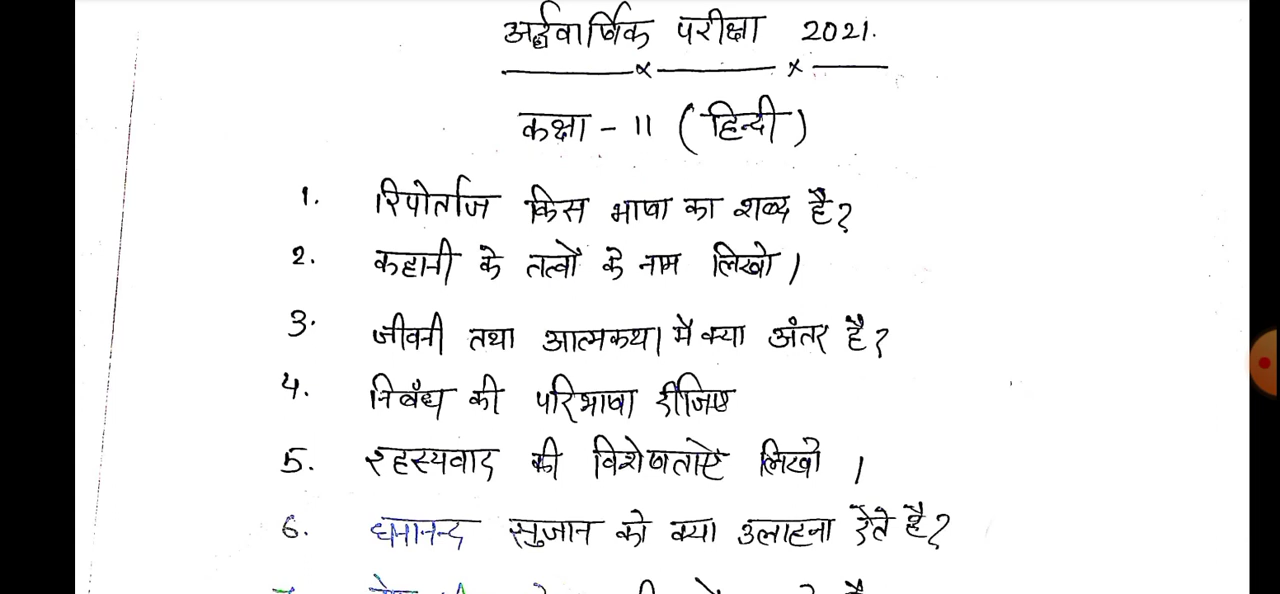 अर्द्धवार्षिक परीक्षा 2021.
कक्षा - 11 (हिन्दी)
1. रिपोर्ताज किस भाषा का शब्द है?
2. कहानी के तत्वों के नाम लिखो।
3. जीवनी तथा आत्मकथा में क्या अंतर है?
4. निबंध की परिभाषा दीजिए
5. रहस्यवाद की विशेषताएँ लिखो ।
6. घनानन्द सुजान को क्या उलाहना देते है?